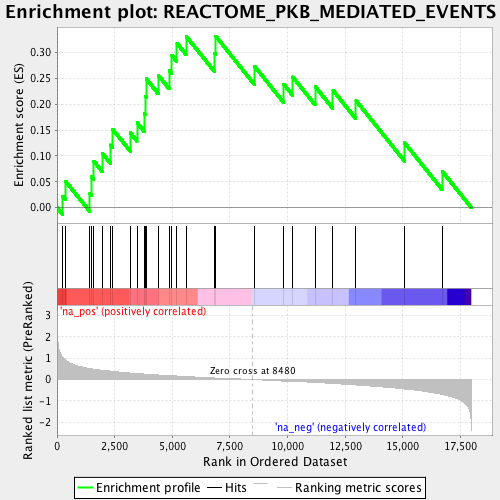 Enrichment plot: REACTOME_PKB_MEDIATED_EVENTS
Enrichment score (ES)
0.30
0.25
0.20
0.15
0.10
0.05
0.00
'na_pos' (positively correlated)
Ranked list metric (PreRanked)
3
2
1
0
-1
-2
Zero cross at 8480
'na_neg' (negatively correlated)
0 2,500 5,000 7,500 10,000 12,500 15,000 17,500
Rank in Ordered Dataset
Enrichment profile Hits Ranking metric scores